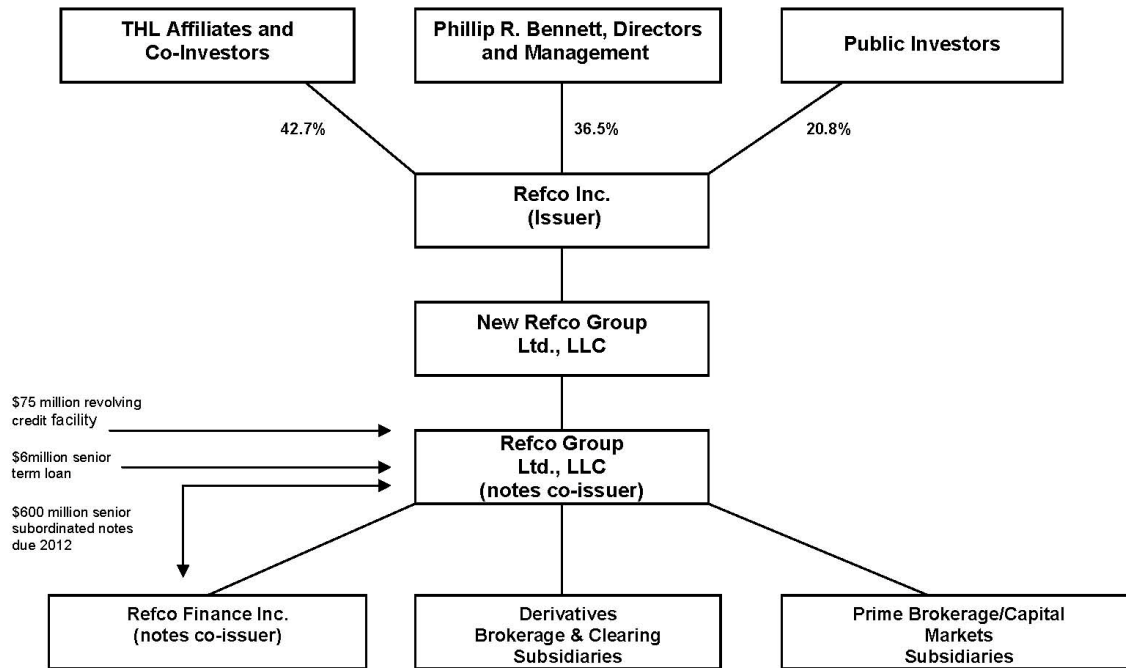 THL Affiliates and
Co-Investors
Phillip R. Bennett, Directors
and Management
Public Investors
42.7%
36.5%
20.8%
Refco Inc.
(Issuer)
New Refco Group
Ltd., LLC
$75 million revolving
credit facility
$6million senior
term loan
$600 million senior
subordinated notes
due 2012
Refco Group
Ltd., LLC
(notes co-issuer)
Refco Finance Inc.
(notes co-issuer)
Derivatives
Brokerage & Clearing
Subsidiaries
Prime Brokerage/Capital
Markets
Subsidiaries